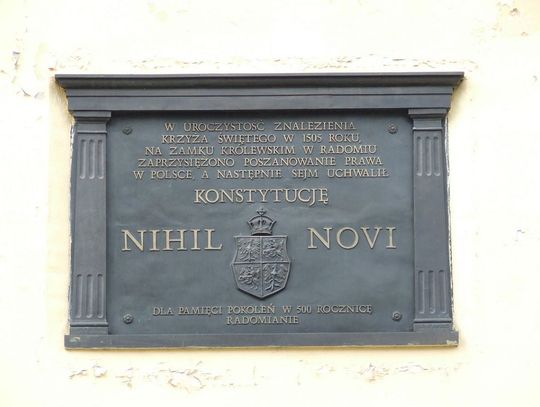 W UROCZYSTOŚĆ ZNALEZIENIA
KRZYŻA ŚWIĘTEGO W 1505 ROKU
NA ZAMKU KRÓLEWSKIM W RADOMIU
ZAPRZYSIĘŻONO POSZANOWANIE PRAWA
W POLSCE, A NASTĘPNIE SEJM UCHWALIŁ
KONSTYTUCJĘ
NIHIL NOVI
DLA PAMIĘCI POKOLEŃ W 500 ROCZNICĘ
RADOMIANIE